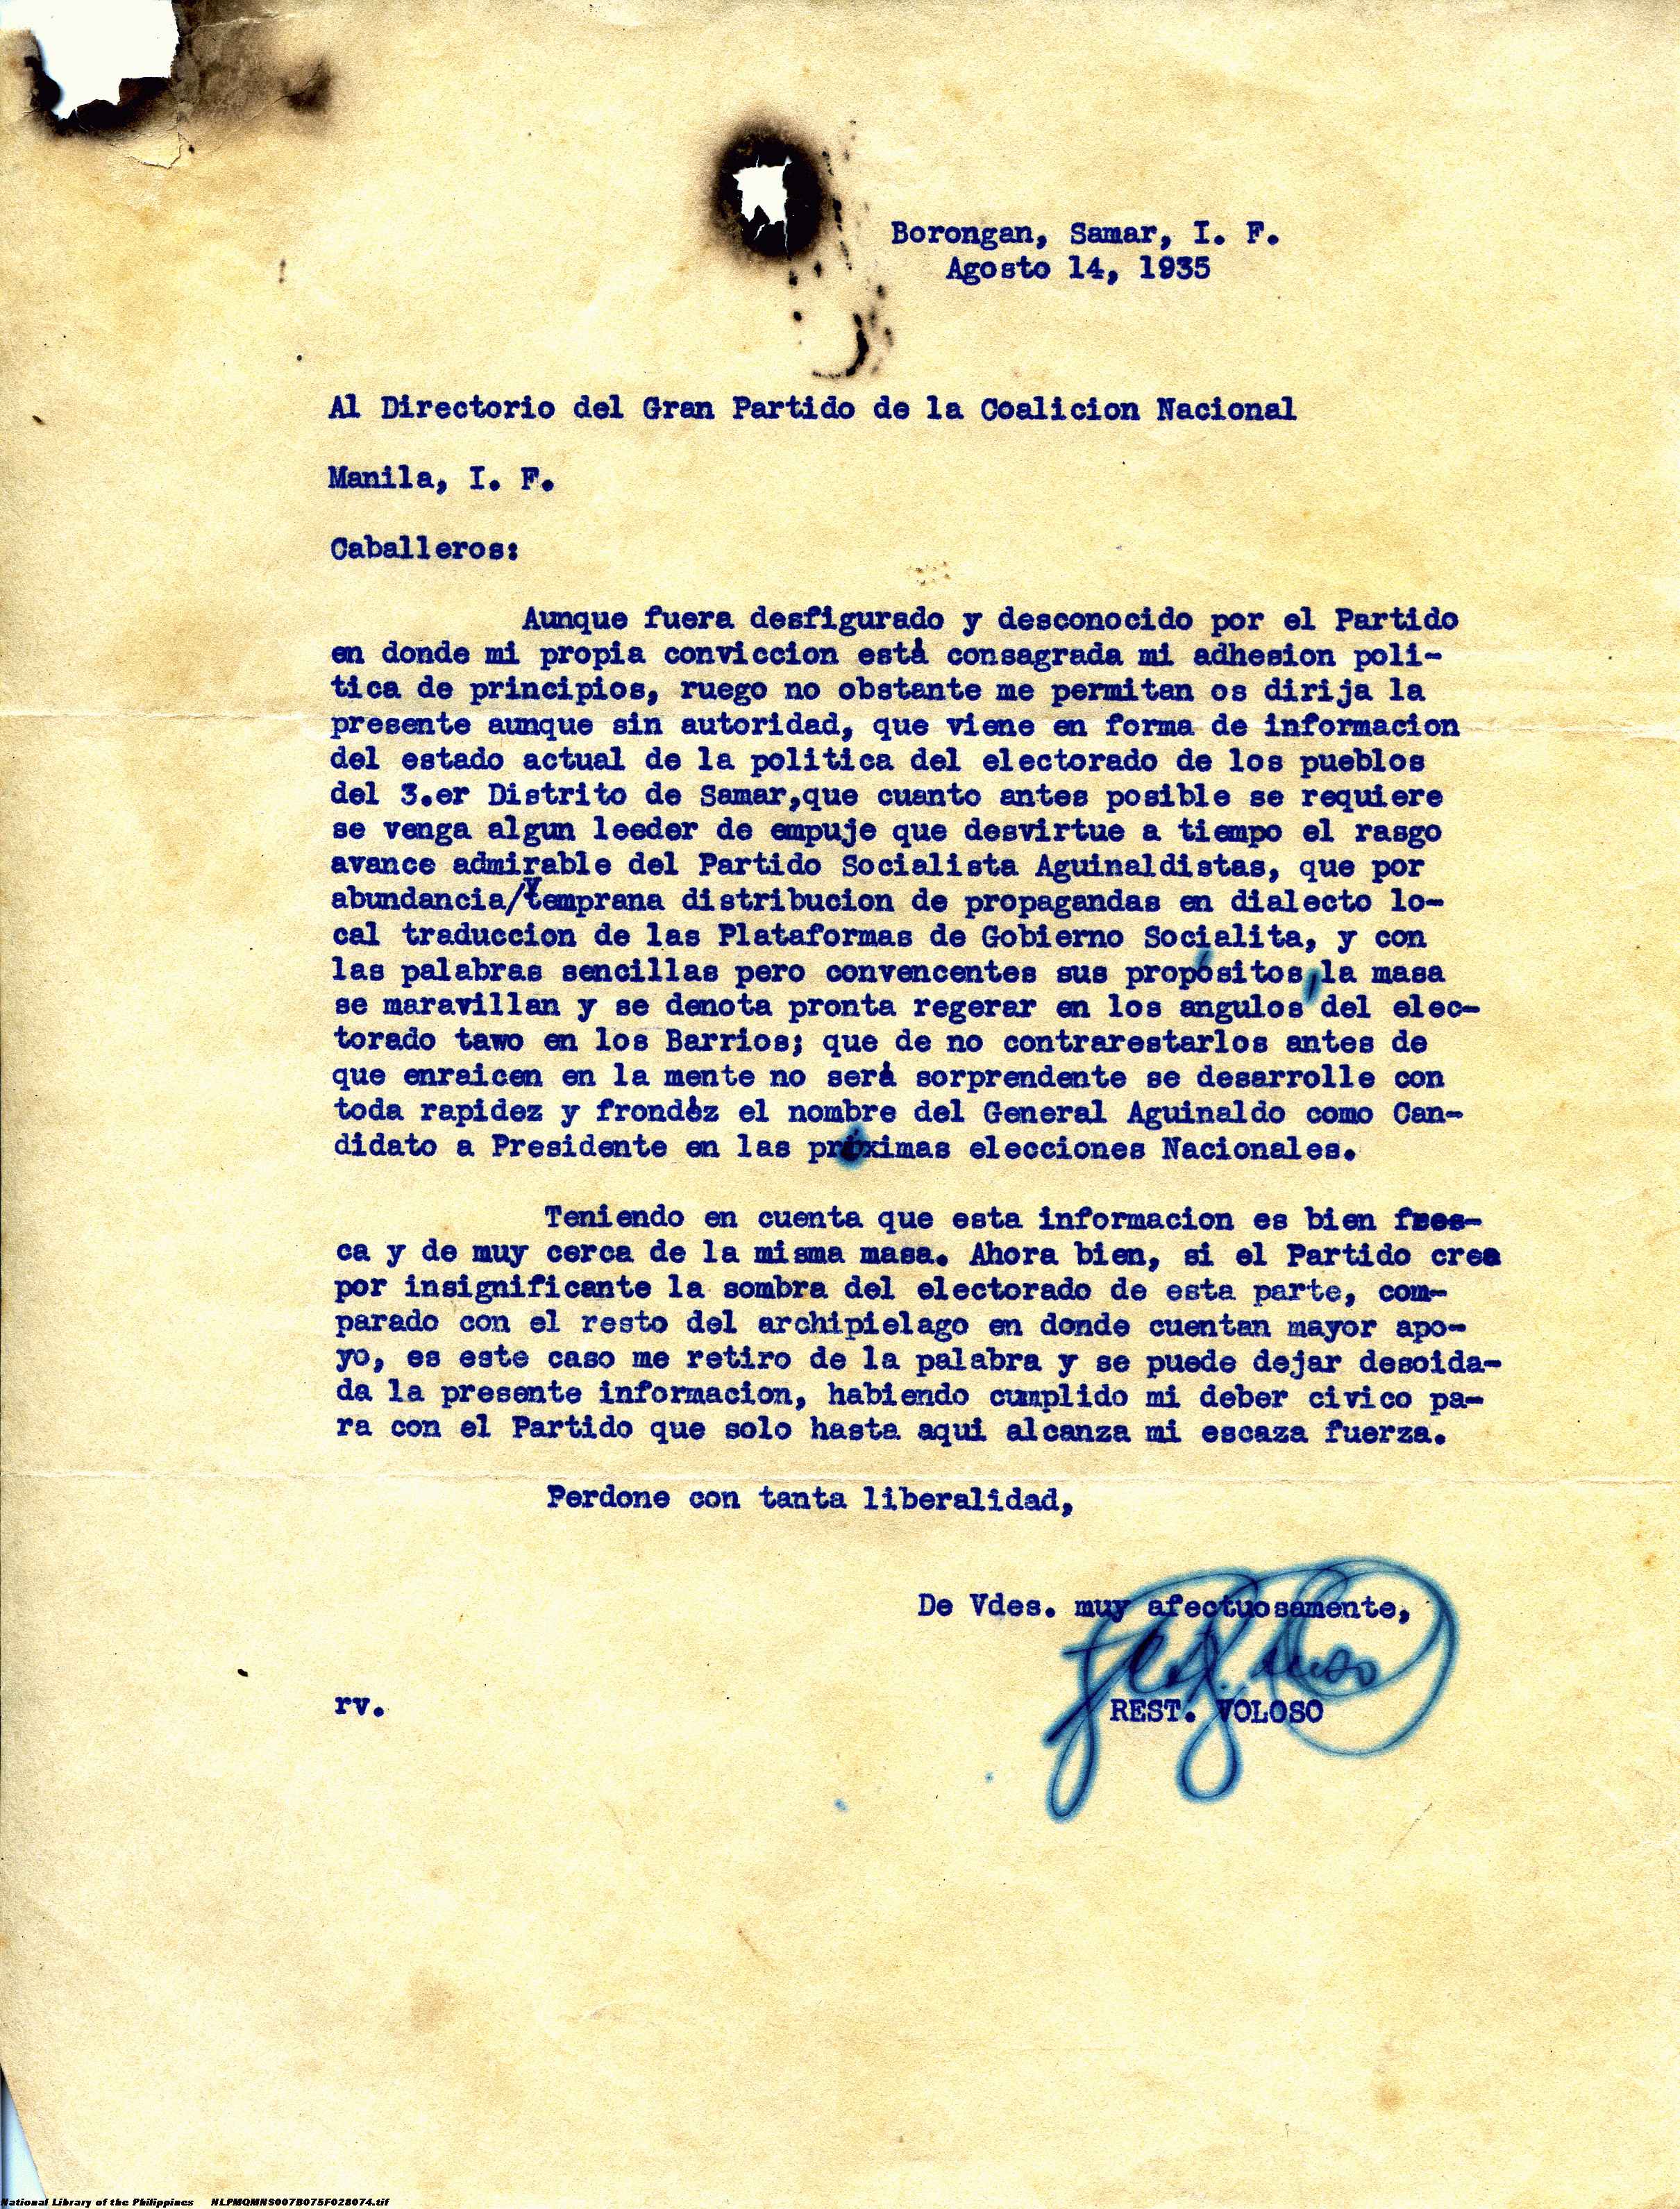 Borongan, Samar, I. F.
Agosto 14, 1935
Al Directorio del Gran Partido de la Coalicion Nacional
Manila, I. F.
Caballeros:
Aunque fuera desfigurado y desconocido por el Partido
en donde mi propia conviccion está consagrada mi adhesion poli-
tica de principios, ruego no obstante me permitan os dirija la
presente aunque sin autoridad, que viene en forma de informacion
del estado actual de la politica del electorado de los pueblos
del 3.er Distrito de Samar,que cuanto antes posible se requiere
se venga algun leeder de empuje que desvirtue a tiempo el rasgo
avance admirable del Partido Socialista Aguinaldistas, que por
abundancia/y temprana distribucion de propagandas en dialecto lo-
cal traduccion de las Plataformas de Gobierno Socialita, y con
las palabras sencillas pero convencentes sus propósitos,la masa
se maravillan y se denota pronta regerar en los angulos del elec-
torado tawo en los Barrios; que de no contrarestarlos antes de
que enraicen en la mente no será sorprendente se desarrolle con
toda rapidez y frondéz el nombre del General Aguinaldo como Can-
didato a Presidente en las próximas elecciones Nacionales.
Teniendo en cuenta que esta informacion es bien fres-
ca y de muy cerca de la misma masa. Ahora bien, si el Partido crea
por insignificante la sombra del electorado de esta parte, com-
parado con el resto del archipielago en donde cuentan mayor apo-
yo, es este caso me retiro de la palabra y se puede dejar desoida-
da la presente informacion, habiendo cumplido mi deber civico pa-
ra con el Partido que solo hasta aqui alcanza mi escaza fuerza.
Perdone con tanta liberalidad,
De Vdes. muy afectuosamente,
rv. REST. VOLOSO
National Library of the Philippines NLPMQMNS007B075F028074.tif